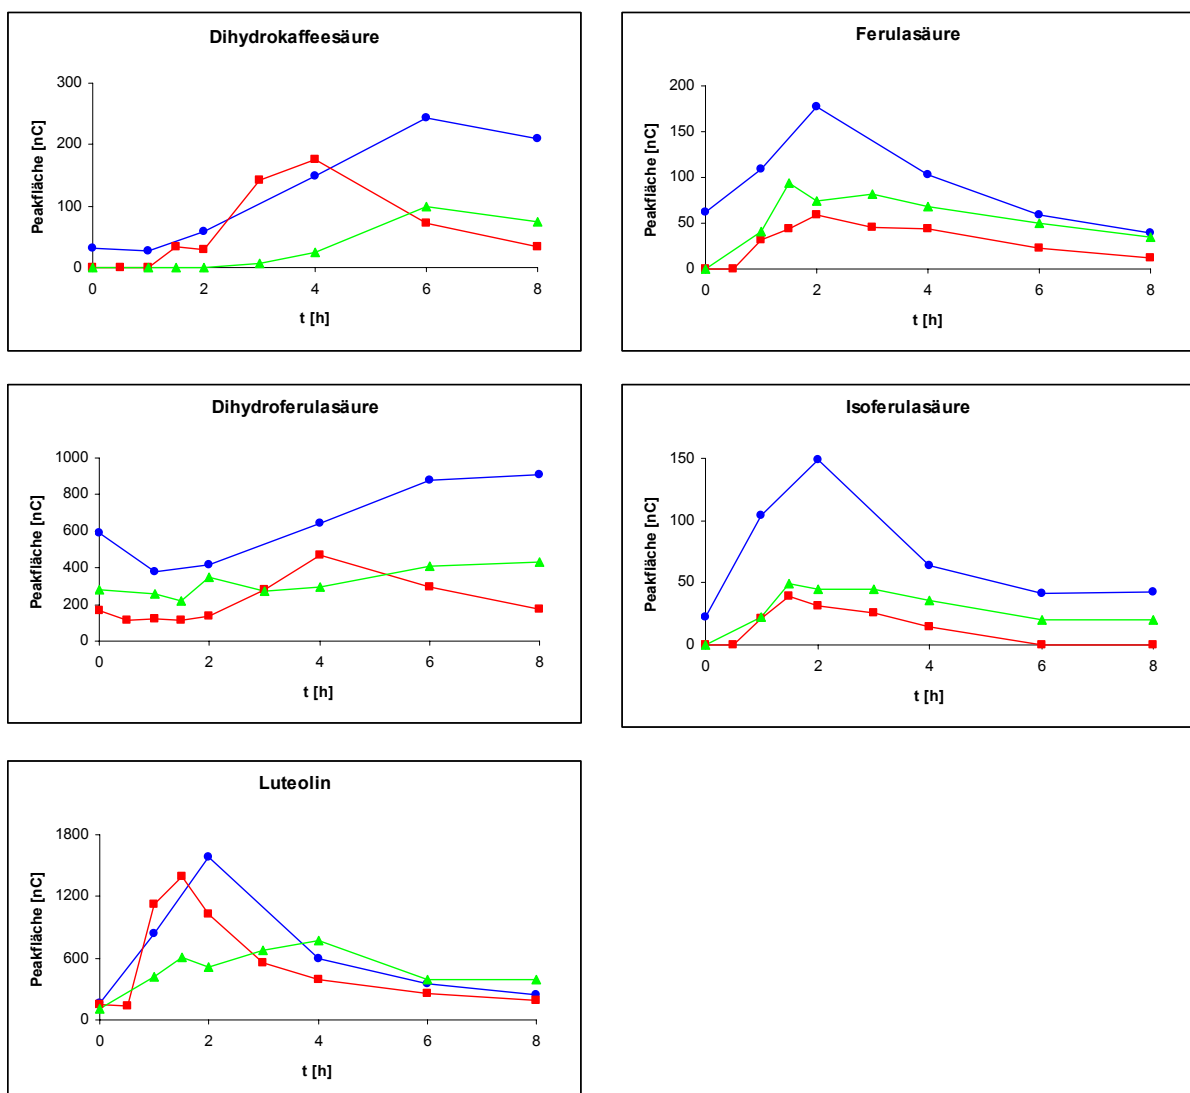 Dihydrokaffeesäure
Peakfläche [nC]
300
200
100
0
0 2 4 6 8
t [h]
Ferulasäure
Peakfläche [nC]
200
150
100
50
0
0 2 4 6 8
t [h]
Dihydroferulasäure
Peakfläche [nC]
1000
800
600
400
200
0
0 2 4 6 8
t [h]
Isoferulasäure
Peakfläche [nC]
150
100
50
0
0 2 4 6 8
t [h]
Luteolin
Peakfläche [nC]
1800
1200
600
0
0 2 4 6 8
t [h]